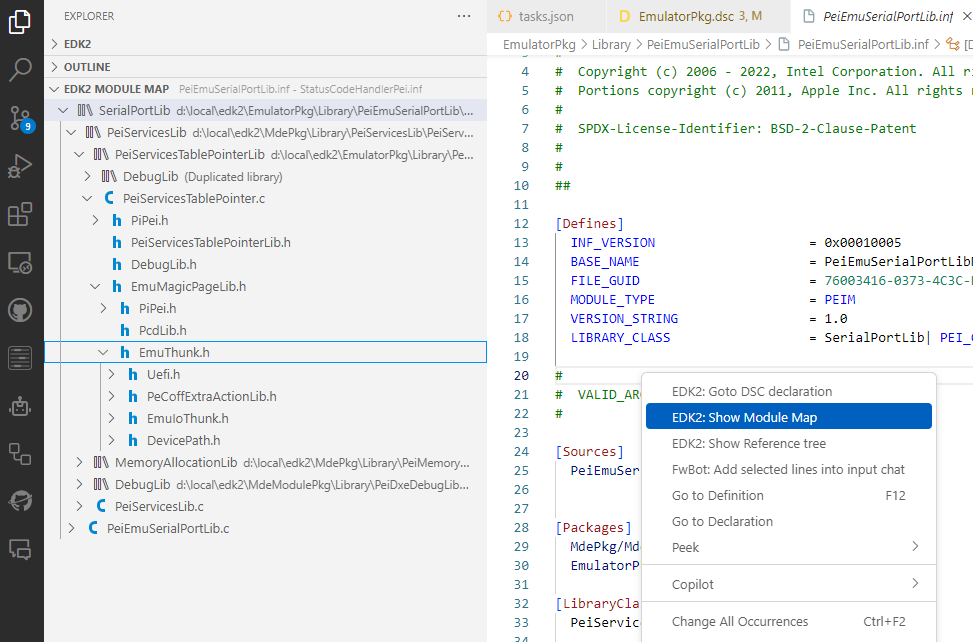 EXPLORER
...
EDK2
OUTLINE
EDK2 MODULE MAP PeiEmuSerialPortLib.inf - StatusCodeHandlerPei.inf
SerialPortLib d:\local\edk2\EmulatorPkg\Library\PeiEmuSerialPortLib\...
PeiServicesLib d:\local\edk2\MdePkg\Library\PeiServicesLib\PeiServ...
PeiServicesTablePointerLib d:\local\edk2\EmulatorPkg\Library\Pe...
DebugLib (Duplicated library)
C PeiServicesTablePointer.c
h PiPei.h
h PeiServicesTablePointerLib.h
h DebugLib.h
h EmuMagicPageLib.h
h PiPei.h
h PcdLib.h
h EmuThunk.h
h Uefi.h
h PeCoffExtraActionLib.h
h EmuIoThunk.h
h DevicePath.h
MemoryAllocationLib d:\local\edk2\MdePkg\Library\PeiMemory...
DebugLib d:\local\edk2\MdeModulePkg\Library\PeiDxeDebugLib...
C PeiServicesLib.c
C PeiEmuSerialPortLib.c
9
{} tasks.json
D EmulatorPkg.dsc 3, M
PeiEmuSerialPortLib.inf
EmulatorPkg > Library > PeiEmuSerialPortLib > PeiEmuSerialPortLib.inf >
4 # Copyright (c) 2006 - 2022, Intel Corporation. All ri
5 # Portions copyright (c) 2011, Apple Inc. All rights
6 #
7 # SPDX-License-Identifier: BSD-2-Clause-Patent
8 #
9 #
10 ##
11
12 [Defines]
13 INF_VERSION = 0x00010005
14 BASE_NAME = PeiEmuSerialPortLib
15 FILE_GUID = 76003416-0373-4C3C-
16 MODULE_TYPE = PEIM
17 VERSION_STRING = 1.0
18 LIBRARY_CLASS = SerialPortLib| PEI_
19
20 #
21 # VALID_AR
22 #
23
24 [Sources]
25 PeiEmuSer
26
27
28 [Packages]
29 MdePkg/Md
30 EmulatorP
31
32 [LibraryCla
33 PeiService
34
EDK2: Goto DSC declaration
EDK2: Show Module Map
EDK2: Show Reference tree
FwBot: Add selected lines into input chat
Go to Definition F12
Go to Declaration
Peek
Copilot
Change All Occurrences Ctrl+F2